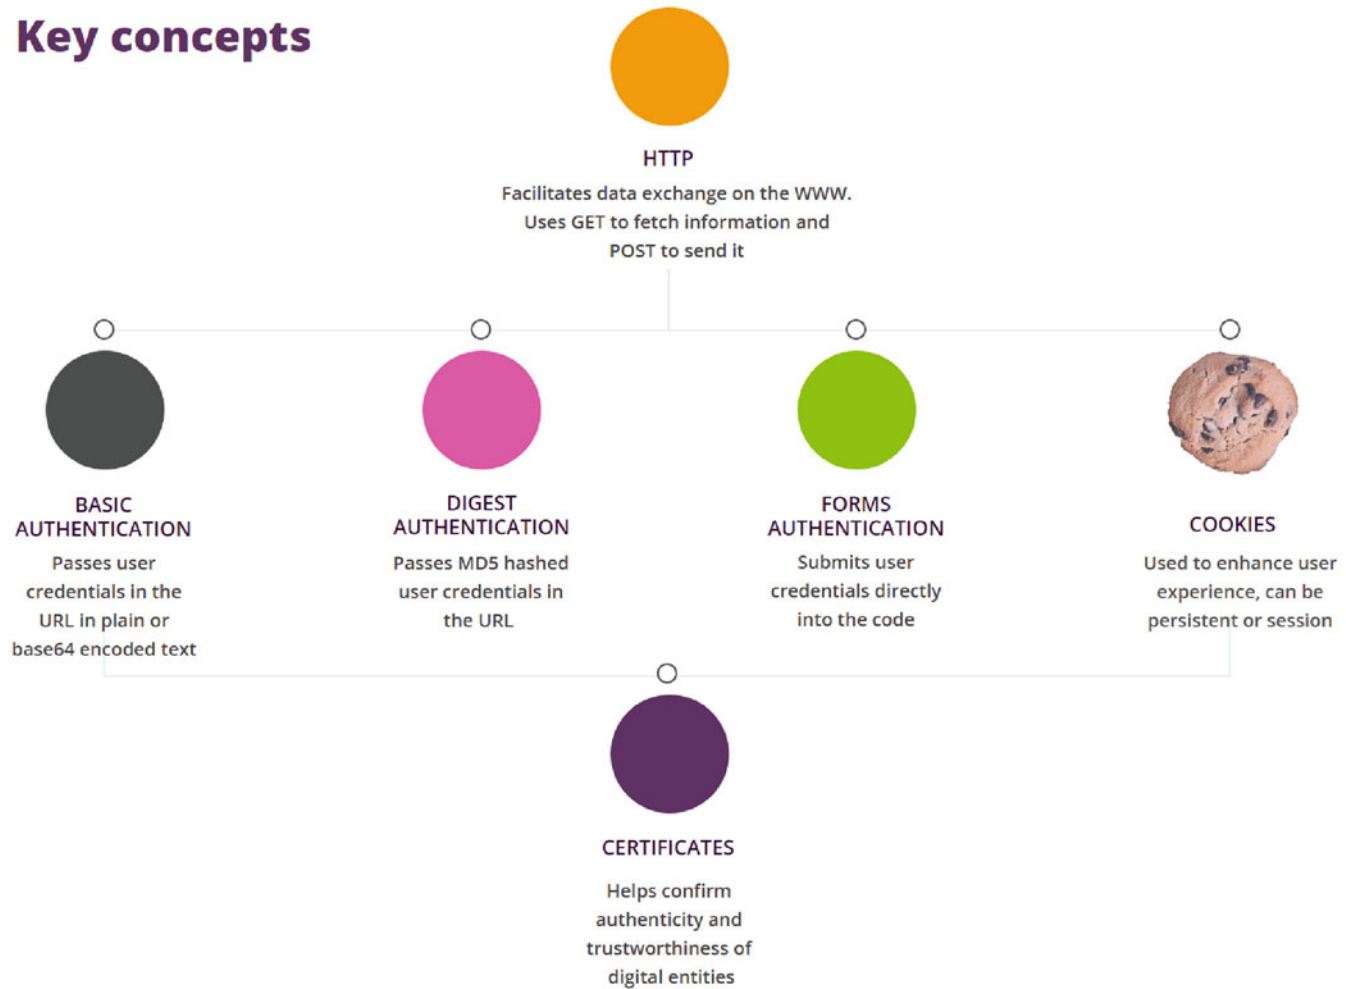 Key concepts
HTTP
Facilitates data exchange on the WWW.
Uses GET to fetch information and
POST to send it
BASIC
AUTHENTICATION
Passes user
credentials in the
URL in plain or
base64 encoded text
DIGEST
AUTHENTICATION
Passes MD5 hashed
user credentials in
the URL
FORMS
AUTHENTICATION
Submits user
credentials directly
into the code
COOKIES
Used to enhance user
experience, can be
persistent or session
CERTIFICATES
Helps confirm
authenticity and
trustworthiness of
digital entities